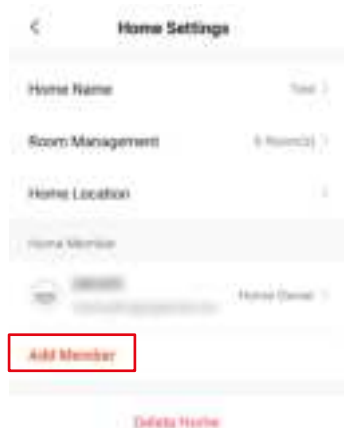 Home Settings
Home Name
Room Management
Home Location
Home Member
Home Owner
Add Member
Delete Home